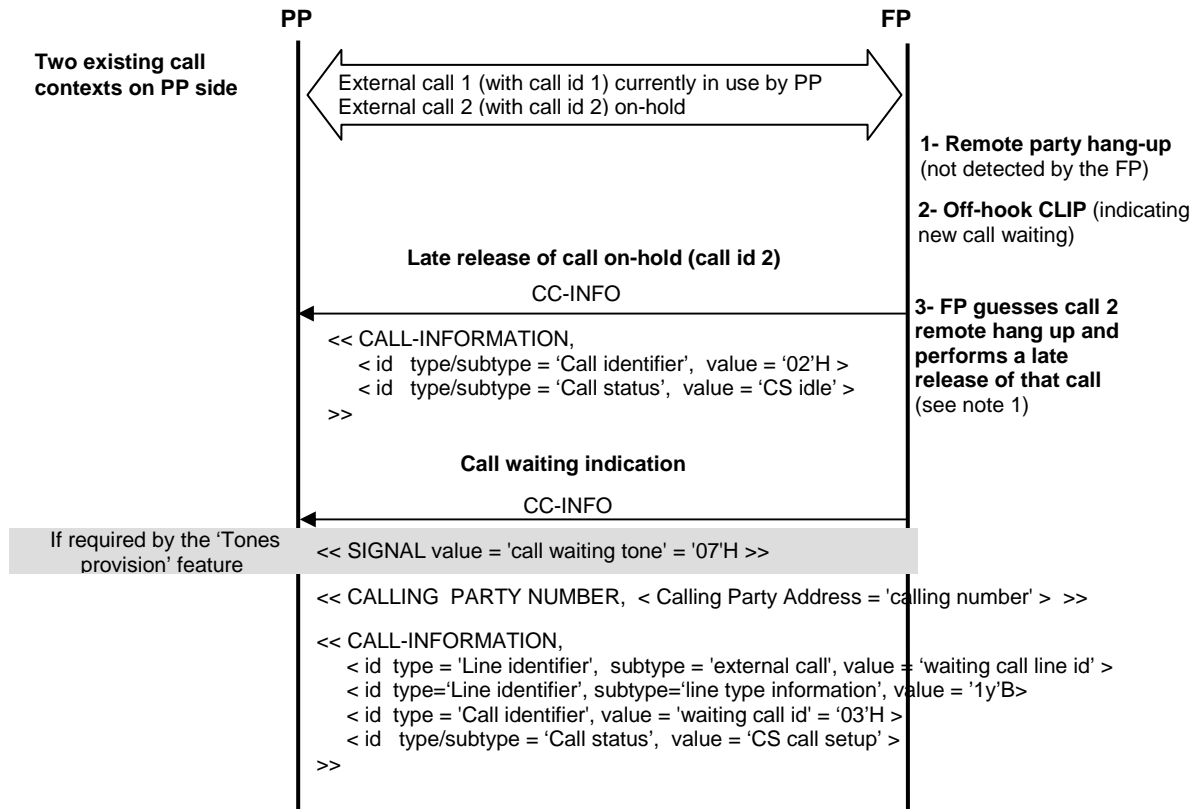 PP
FP
Two existing call
contexts on PP side
External call 1 (with call id 1) currently in use by PP
External call 2 (with call id 2) on-hold
1- Remote party hang-up
(not detected by the FP)
2- Off-hook CLIP (indicating
new call waiting)
Late release of call on-hold (call id 2)
CC-INFO
3- FP guesses call 2
remote hang up and
performs a late
release of that call
(see note 1)
<< CALL-INFORMATION,
< id type/subtype = ‘Call identifier’, value = ‘02’H >
< id type/subtype = ‘Call status’, value = ‘CS idle’ >
>>
Call waiting indication
CC-INFO
If required by the ‘Tones
provision’ feature
<< SIGNAL value = 'call waiting tone' = '07'H >>
<< CALLING PARTY NUMBER, < Calling Party Address = 'calling number' > >>
<< CALL-INFORMATION,
< id type = 'Line identifier', subtype = 'external call', value = ‘waiting call line id’ >
< id type=‘Line identifier’, subtype=‘line type information’, value = ’1y’B>
< id type = 'Call identifier', value = 'waiting call id' = ‘03’H >
< id type/subtype = ‘Call status’, value = ‘CS call setup’ >
>>